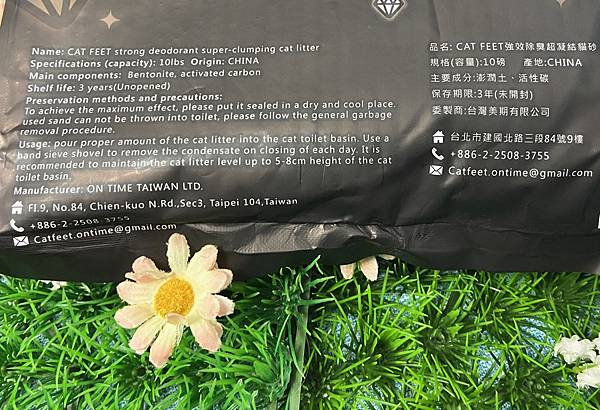 Name: CAT FEET strong deodorant super-clumping cat litter
Specifications (capacity): 10lbs Origin: CHINA
Main components: Bentonite, activated carbon
Shelf life: 3 years(Unopened)
Preservation methods and precautions:
To achieve the maximum effect, please put it sealed in a dry and cool place.
used sand can not be thrown into toilet, please follow the general garbage
removal procedure.
Usage: pour proper amount of the cat litter into the cat toilet basin. Use a
hand sieve shovel to remove the condensate on closing of each day. It is
recommended to maintain the cat litter level up to 5-8cm height of the cat
toilet basin.
Manufacturer: ON TIME TAIWAN LTD.
Fl.9, No.84, Chien-kuo N.Rd.,Sec3, Taipei 104,Taiwan
+886-2-2508-3755
Catfeet.ontime@gmail.com
品名: CAT FEET強效除臭超凝結貓砂
規格(容量):10磅 產地:CHINA
主要成分:澎潤土、活性碳
保存期限:3年(未開封)
委製商:台灣美期有限公司
台北市建國北路三段84號9樓
+886-2-2508-3755
Catfeet.ontime@gmail.com